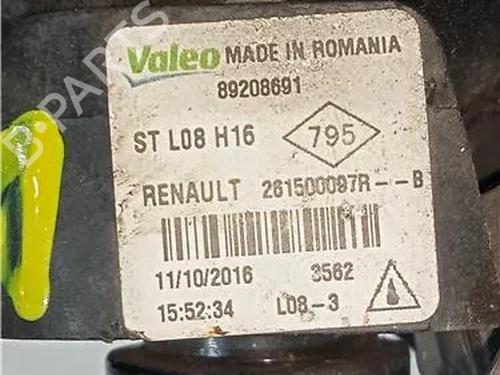 Valeo MADE IN ROMANIA
89208691
ST L08 H16 795
RENAULT 261500097R--B
11/10/2016 3562
15:52:34 L08-3